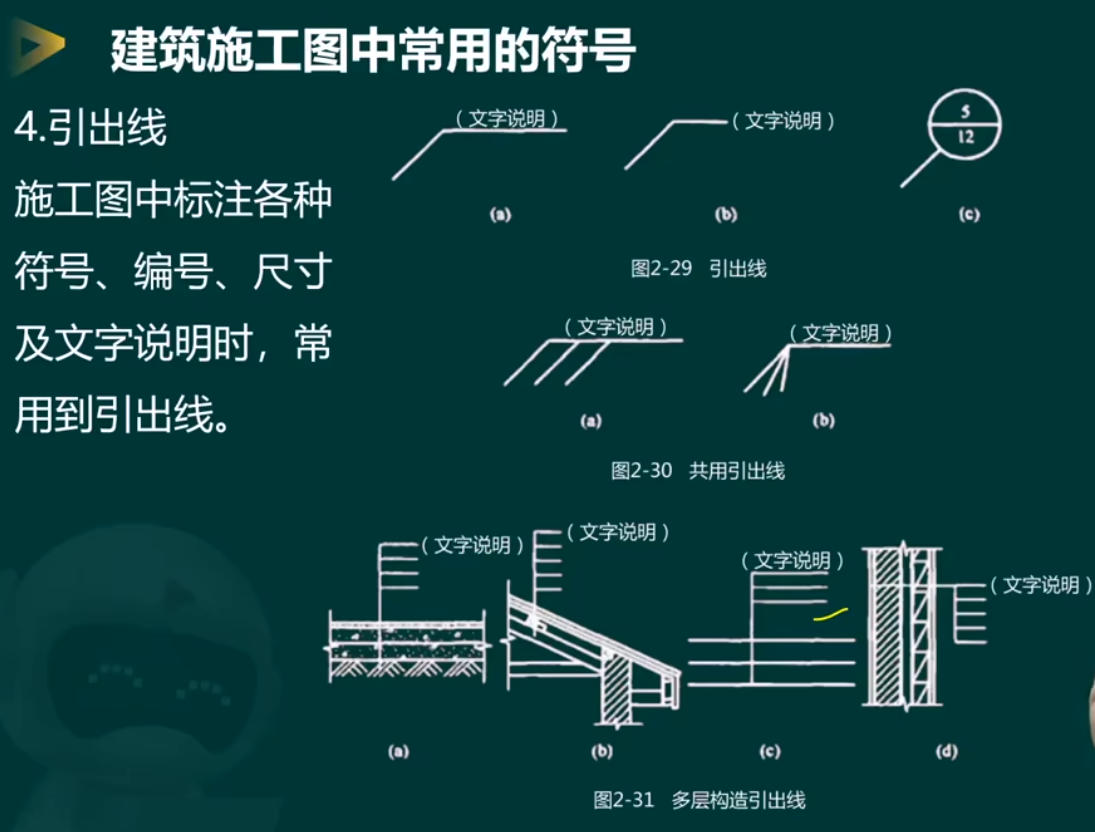 建筑施工图中常用的符号
4.引出线
施工图中标注各种
符号、编号、尺寸
及文字说明时，常
用到引出线。
（文字说明）
（文字说明）
5
12
(a)
(b)
(c)
图2-29 引出线
（文字说明）
（文字说明）
(a)
(b)
图2-30 共用引出线
（文字说明）
（文字说明）
（文字说明）
（文字说明）
(a)
(b)
(c)
(d)
图2-31 多层构造引出线